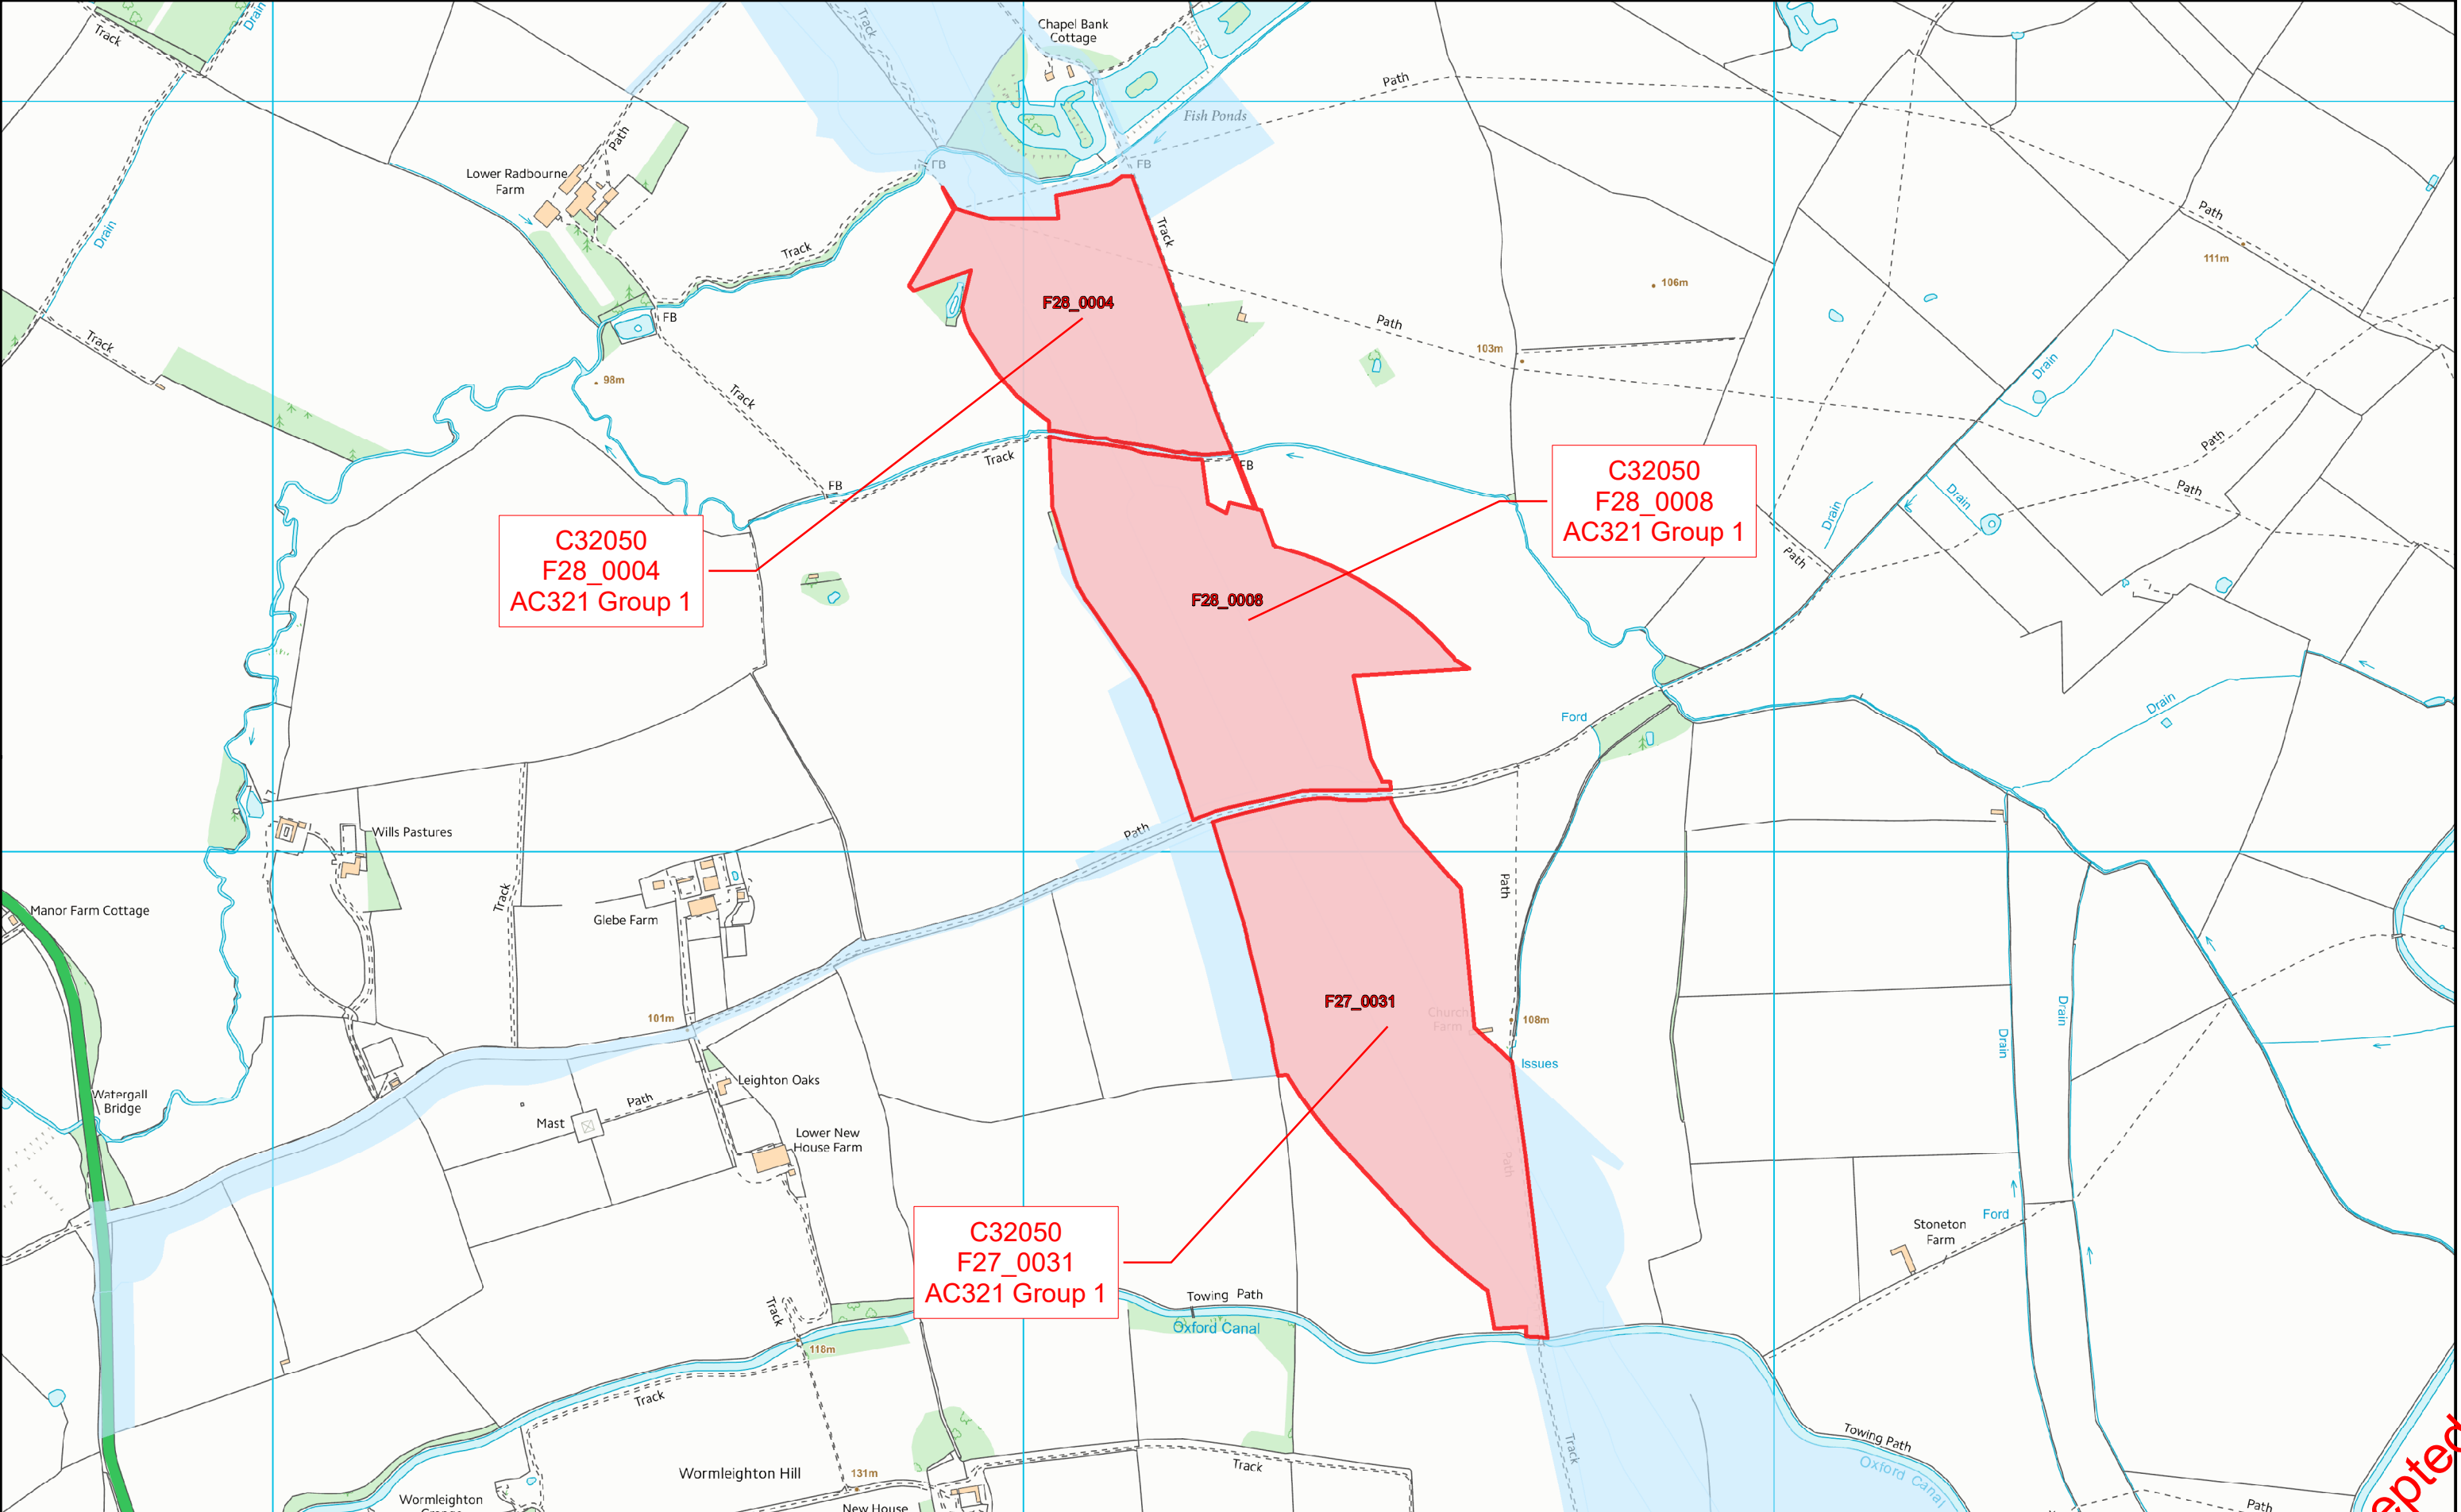 Track
Drain
Chapel Bank
Cottage
Track
Path
Fish Ponds
Path
Lower Radbourne
Farm
FB
FB
Path
Drain
Track
Track
111m
106m
F28_0004
FB
Path
103m
Track
Drain
98m
Track
Path
Track
FB
C32050
F28_0008
AC321 Group 1
FB
Path
Drain
Drain
C32050
F28_0004
AC321 Group 1
Path
F28_0008
Drain
Ford
Path
Wills Pastures
Track
Path
Manor Farm Cottage
Glebe Farm
F27_0031
Church
Farm
101m
108m
Drain
Drain
Issues
Leighton Oaks
Watergall
Bridge
Path
Mast
Lower New
House Farm
Path
C32050
F27_0031
AC321 Group 1
Ford
Stoneton
Farm
Track
Towing Path
Oxford Canal
118m
Track
Towing Path
Track
Track
Oxford Canal
Wormleighton Hill
131m
Wormleighton
New House
Path
epted